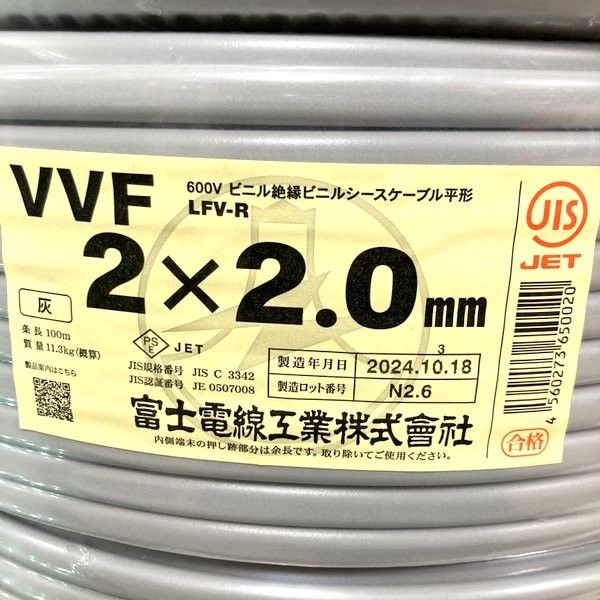 VVF
600V ビニル絶縁ビニルシースケーブル平形
LFV-R
2×2.0mm
JIS
JET
灰
条長 100m
質量 11.3kg(概算)
製品案内はこちら
PS
E
JET
JIS規格番号 JIS C 3342
JIS認証番号 JE 0507008
3
製造年月日 2024.10.18
製造ロット番号 N2.6
富士電線工業株式會社
内側端末の押し跡部分は余長です。取り除いてご使用ください。
4 560273 650020
合格